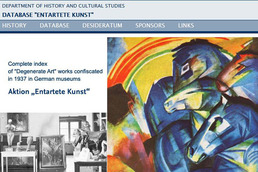 DEPARTMENT OF HISTORY AND CULTURAL STUDIES
DATABASE "ENTARTETE KUNST"
HISTORY DATABASE DESIDERATUM SPONSORS LINKS
Complete index
of "Degenerate Art" works confiscated
in 1937 in German museums
Aktion „Entartete Kunst"